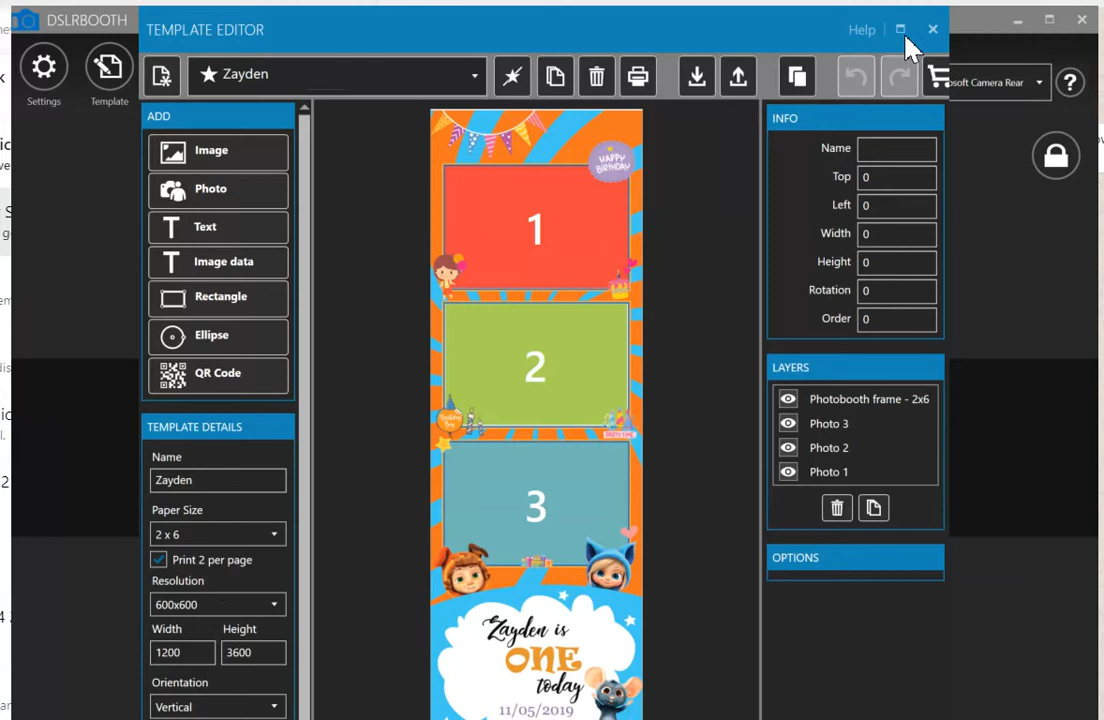 DSLRBOOTH
TEMPLATE EDITOR
Help
Settings
Template
Zayden
osoft Camera Rear
?
ADD
Image
Photo
Text
Image data
Rectangle
Ellipse
QR Code
TEMPLATE DETAILS
Name
Zayden
Paper Size
2 x 6
Print 2 per page
Resolution
600x600
Width
Height
1200
3600
Orientation
Vertical
HAPPY
BIRTHDAY
1
2
3
Zayden is
ONE
today
11/05/2019
INFO
Name
Top 0
Left 0
Width 0
Height 0
Rotation 0
Order 0
LAYERS
Photobooth frame - 2x6
Photo 3
Photo 2
Photo 1
OPTIONS